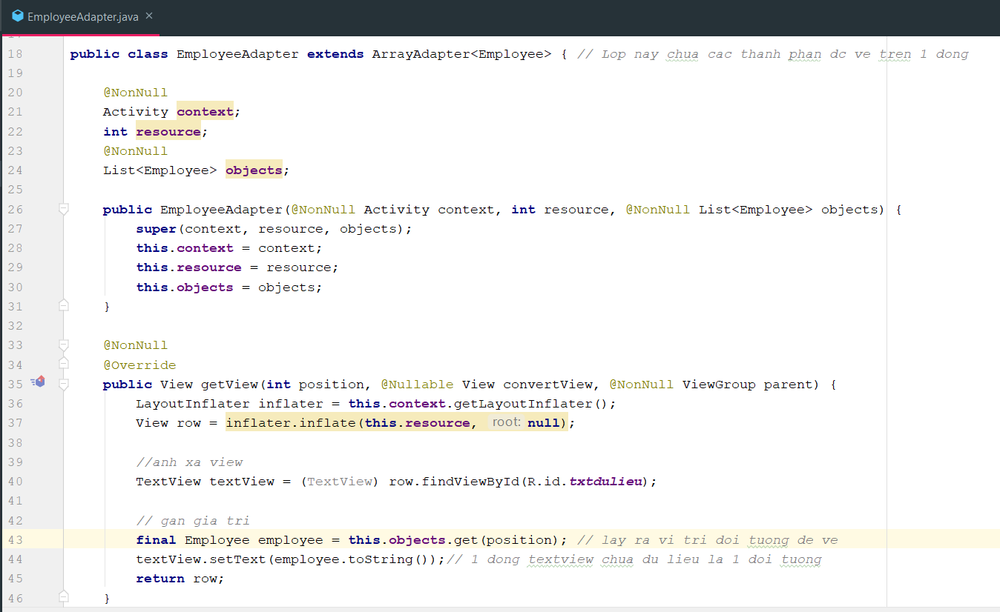 EmployeeAdapter.java ×
18 public class EmployeeAdapter extends ArrayAdapter<Employee> { // Lop nay chua cac thanh phan dc ve tren 1 dong
19
20 @NonNull
21 Activity context;
22 int resource;
23 @NonNull
24 List<Employee> objects;
25
26 public EmployeeAdapter(@NonNull Activity context, int resource, @NonNull List<Employee> objects) {
27 super(context, resource, objects);
28 this.context = context;
29 this.resource = resource;
30 this.objects = objects;
31 }
32
33 @NonNull
34 @Override
35 public View getView(int position, @Nullable View convertView, @NonNull ViewGroup parent) {
36 LayoutInflater inflater = this.context.getLayoutInflater();
37 View row = inflater.inflate(this.resource, root: null);
38
39 //anh xa view
40 TextView textView = (TextView) row.findViewById(R.id.txtdulieu);
41
42 // gan gia tri
43 final Employee employee = this.objects.get(position); // lay ra vi tri doi tuong de ve
44 textView.setText(employee.toString());// 1 dong textview chua du lieu la 1 doi tuong
45 return row;
46 }